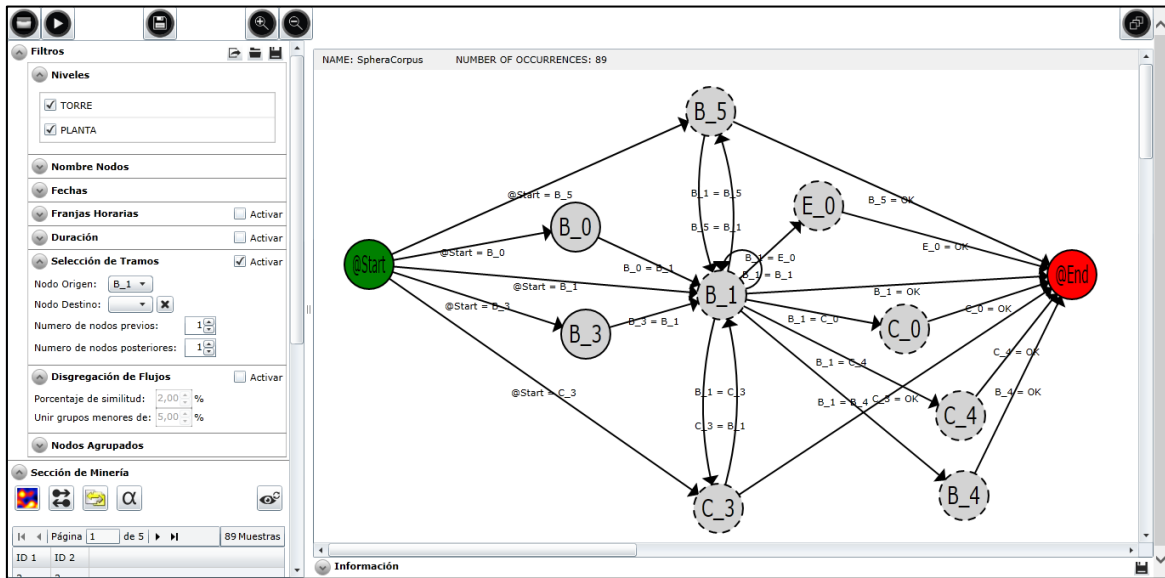 Filtros
Niveles
TORRE
PLANTA
Nombre Nodos
Fechas
Franjas Horarias Activar
Duración Activar
Selección de Tramos Activar
Nodo Origen: B_1
Nodo Destino:
Numero de nodos previos: 1
Numero de nodos posteriores: 1
Disgregación de Flujos Activar
Porcentaje de similitud: 2,00 %
Unir grupos menores de: 5,00 %
Nodos Agrupados
Sección de Minería
α
Página 1 de 5 89 Muestras
ID 1 ID 2
NAME: SpheraCorpus NUMBER OF OCCURRENCES: 89
B_5
@Start = B_5
B_1 = B_5
B_5 = OK
E_0
B_0
B_5 = B_1
E_0 = OK
@Start = B_0
B_1 = E_0
@Start
B_0 = B_1
B_1 = B_1
@End
@Start = B_1
B_1
B_1 = OK
@Start = B_3
B_3
B_3 = B_1
B_1 = C_0
C_0
C_0 = OK
C_4 = OK
B_1 = C_4
@Start = C_3
B_1 = C_3
B_4 = OK
B_1 = B_4
C_3 = OK
C_4
C_3 = B_1
B_4
C_3
Información